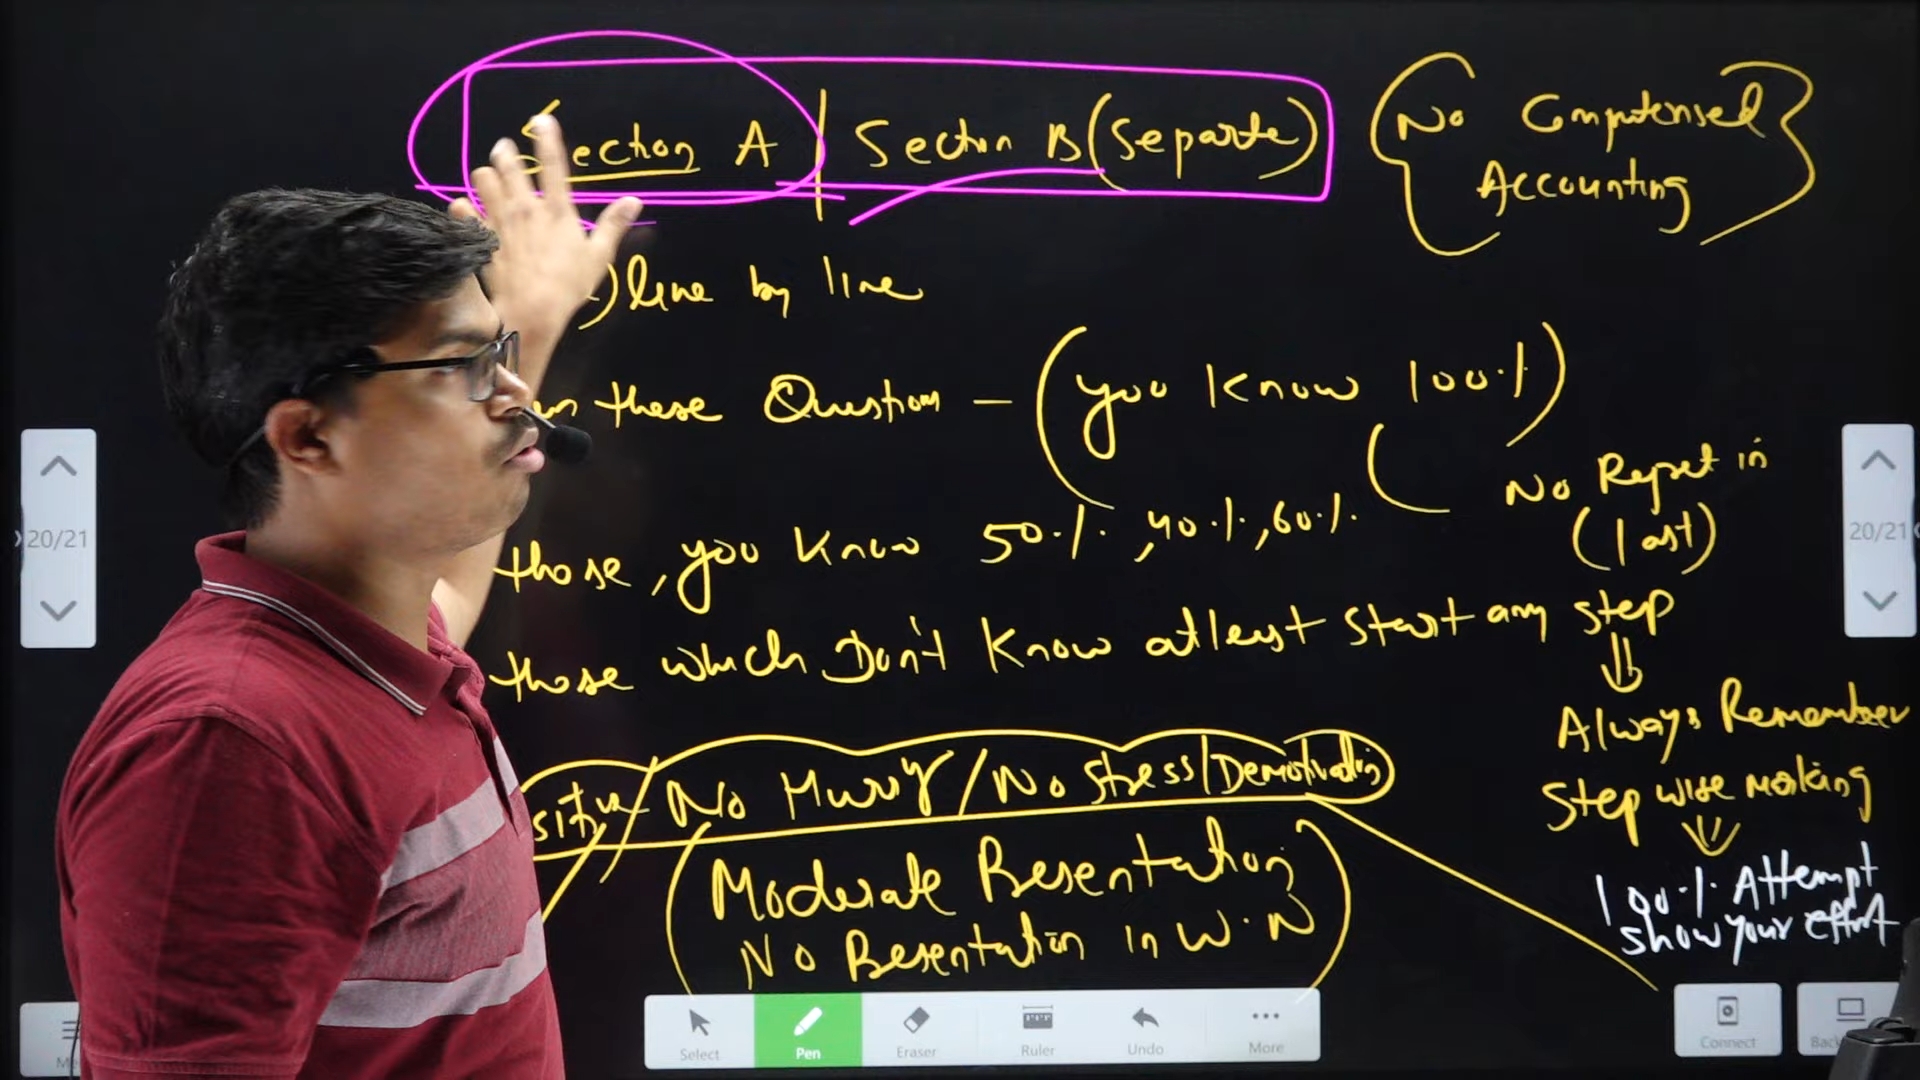 Section A | Section B (Separate)
{No Computerised
Accounting}
) line by line
these Question - (you know 100%)
No Regret in
(last)
those, you know 50%, 40%, 60%.
those which Don't know atleast start any step
Always Remember
Step wise marking
100% Attempt
show your effort
No Hurry / No Stress / Demotivation
(Moderate Presentation
No Presentation in W.N)
20/21
20/21
Select
Pen
Eraser
Ruler
Undo
More
Connect